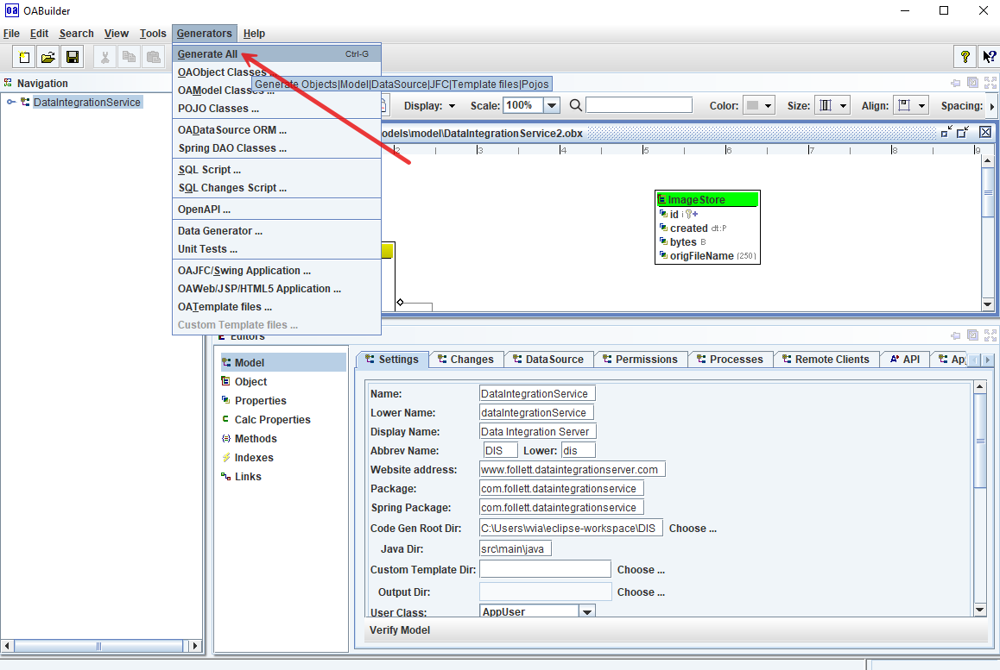 oa OABuilder
File Edit Search View Tools Generators Help
Generate All Ctrl-G
OAObject Classes ...
Generate Objects|Model|DataSource|JFC|Template files|Pojos
OAModel Classes ...
POJO Classes ...
OADataSource ORM ...
Spring DAO Classes ...
SQL Script ...
SQL Changes Script ...
OpenAPI ...
Data Generator ...
Unit Tests ...
OAJFC/Swing Application ...
OAWeb/JSP/HTML5 Application ...
OATemplate files ...
Custom Template files ...
Navigation
DataIntegrationService
Display: Scale: 100% Color: Size: Align: Spacing:
odels\model\DataIntegrationService2.obx
2 3 4 5 6 7 8 9
ImageStore
id i
created dt:P
bytes B
origFileName (250)
Editors
Model
Object
Properties
Calc Properties
Methods
Indexes
Links
Settings Changes DataSource Permissions Processes Remote Clients API Ap
Name: DataIntegrationService
Lower Name: dataIntegrationService
Display Name: Data Integration Server
Abbrev Name: DIS Lower: dis
Website address: www.follett.dataintegrationserver.com
Package: com.follett.dataintegrationservice
Spring Package: com.follett.dataintegrationservice
Code Gen Root Dir: C:\Users\vvia\eclipse-workspace\DIS Choose ...
Java Dir: src\main\java
Custom Template Dir: Choose ...
Output Dir: Choose ...
User Class: AppUser
Verify Model